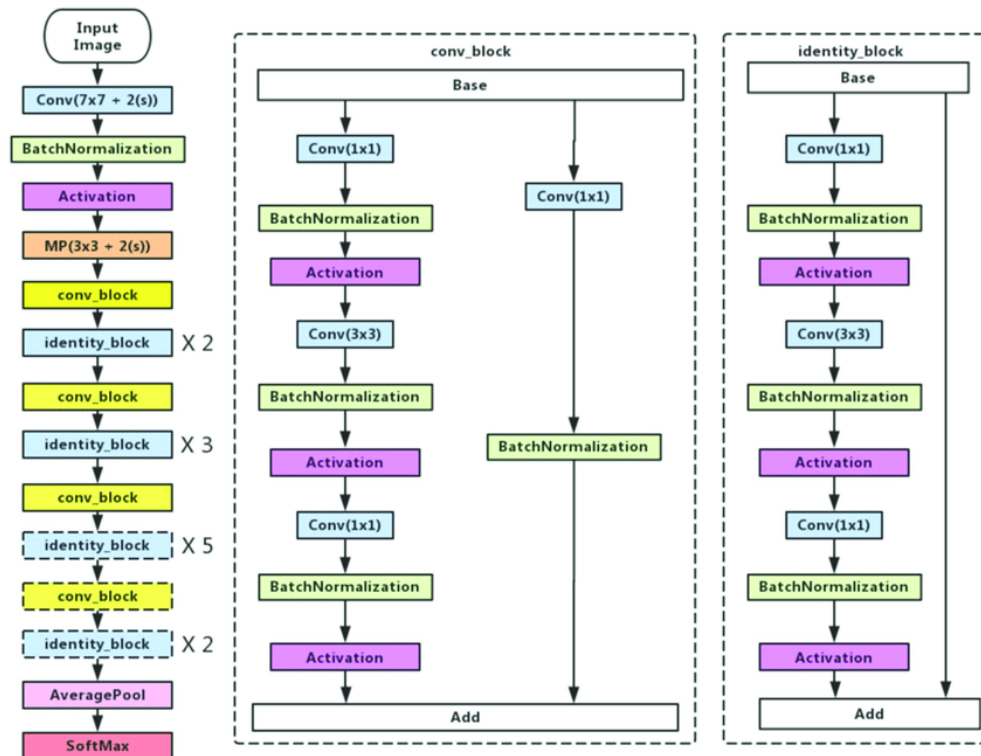 Input
Image
Conv(7x7 + 2(s))
BatchNormalization
Activation
MP(3x3 + 2(s))
conv_block
identity_block X 2
conv_block
identity_block X 3
conv_block
identity_block X 5
conv_block
identity_block X 2
AveragePool
SoftMax
conv_block
Base
Conv(1x1)
BatchNormalization
Activation
Conv(3x3)
BatchNormalization
Activation
Conv(1x1)
BatchNormalization
Activation
Conv(1x1)
BatchNormalization
Add
identity_block
Base
Conv(1x1)
BatchNormalization
Activation
Conv(3x3)
BatchNormalization
Activation
Conv(1x1)
BatchNormalization
Activation
Add